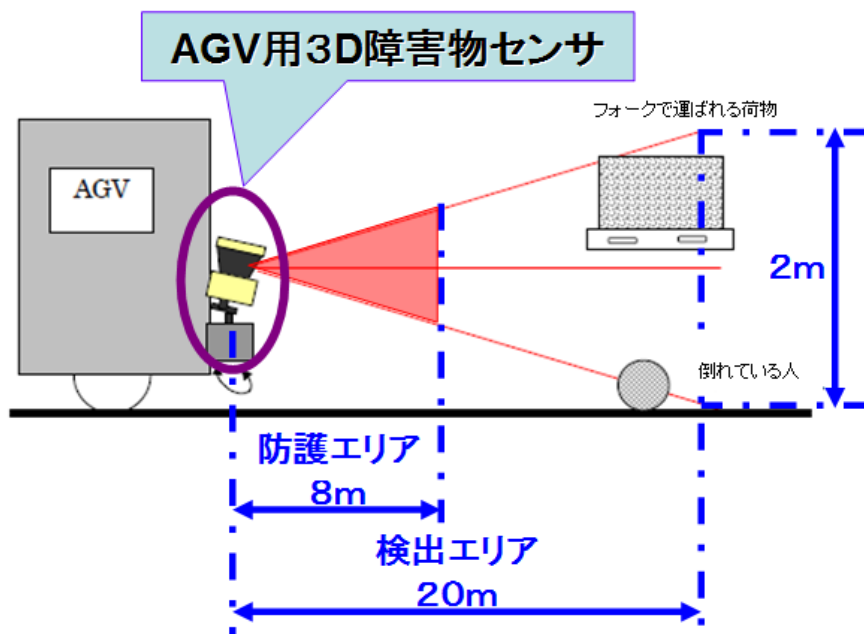 AGV用3D障害物センサ
フォークで運ばれる荷物
AGV
2m
倒れている人
防護エリア
8m
検出エリア
20m